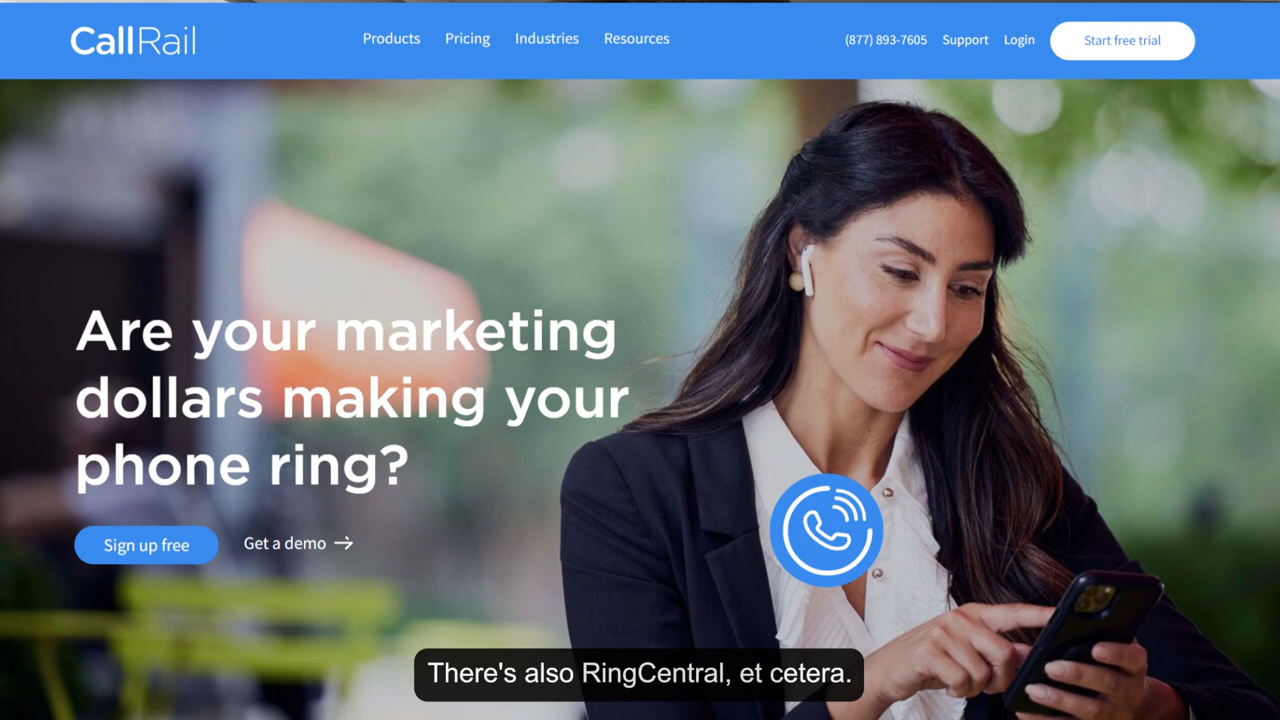 CallRail
Products Pricing Industries Resources
(877) 893-7605 Support Login Start free trial
Are your marketing
dollars making your
phone ring?
Sign up free Get a demo →
There's also RingCentral, et cetera.